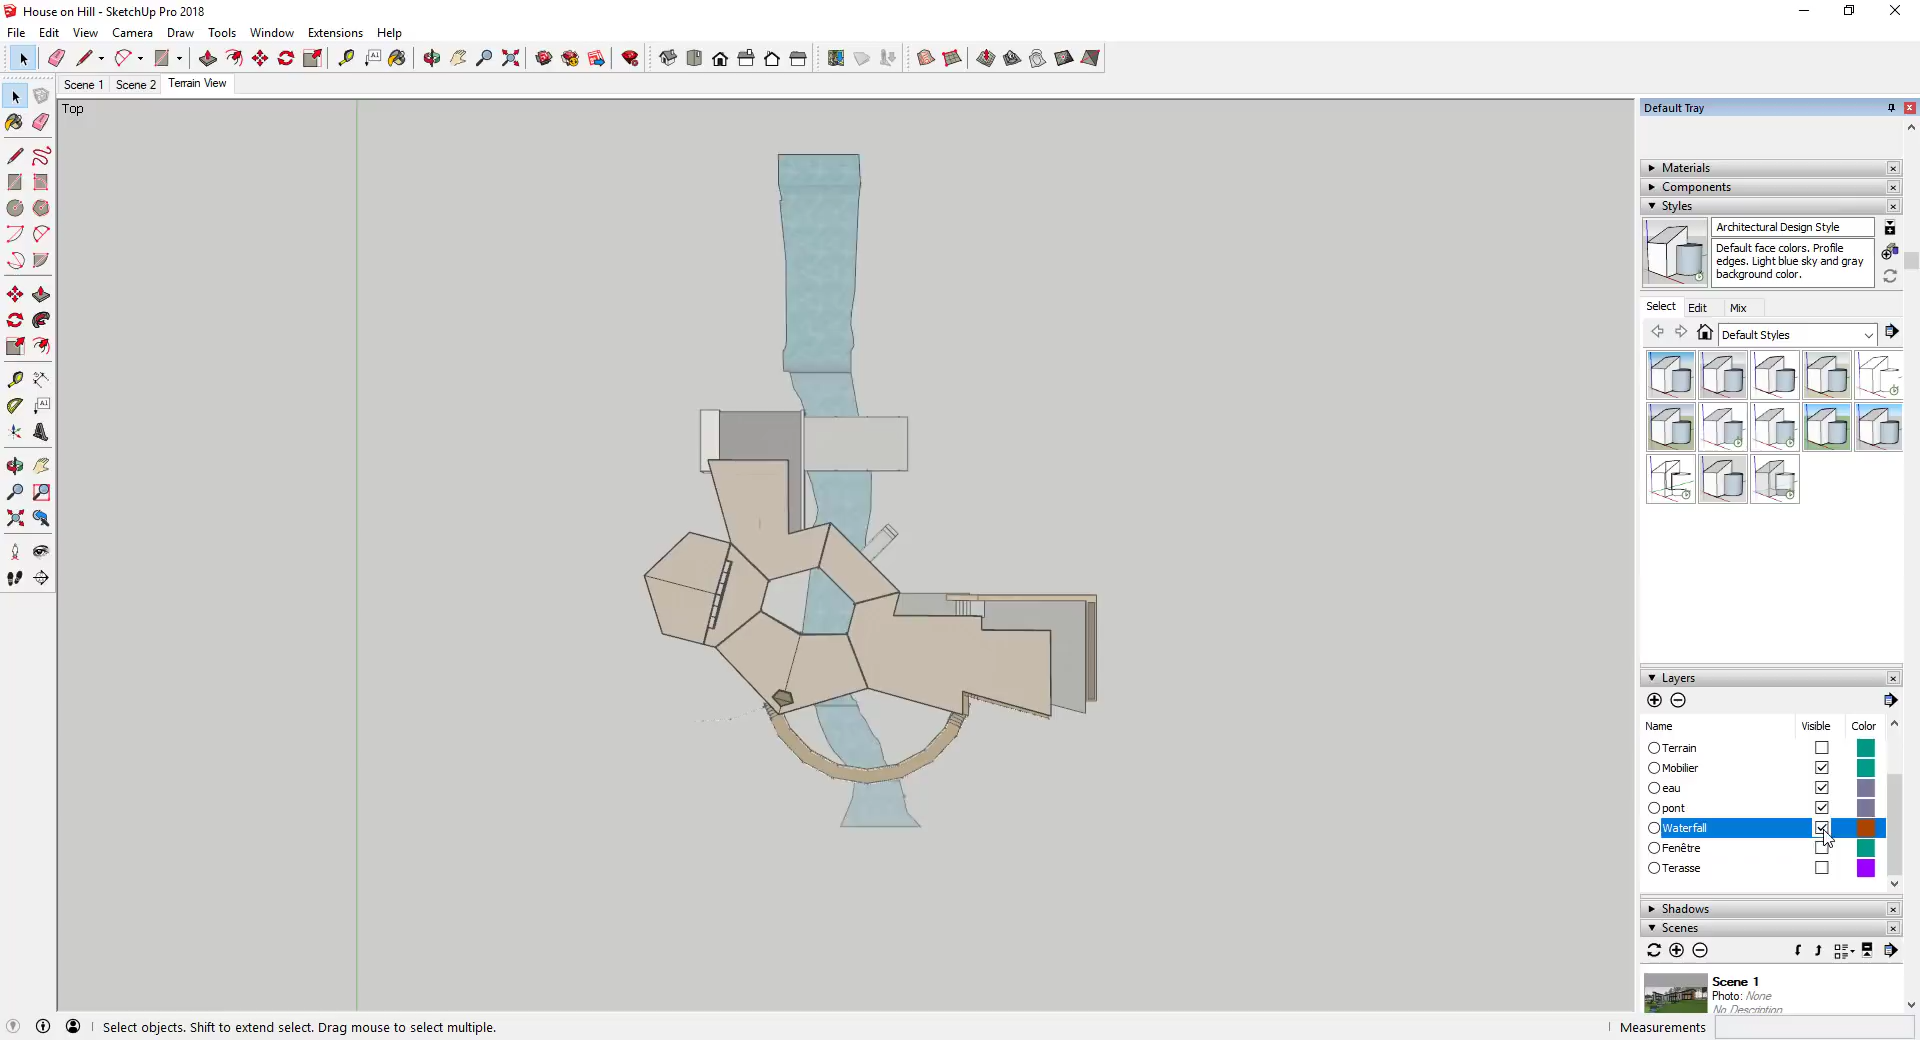 House on Hill - SketchUp Pro 2018
File Edit View Camera Draw Tools Window Extensions Help
Scene 1 Scene 2 Terrain View
Top
Default Tray
Materials
Components
Styles
Architectural Design Style
Default face colors. Profile
edges. Light blue sky and gray
background color.
Select Edit Mix
Default Styles
Layers
Name Visible Color
Terrain
Mobilier
eau
pont
Waterfall
Fenêtre
Terasse
Shadows
Scenes
Scene 1
Photo: None
No Description
Select objects. Shift to extend select. Drag mouse to select multiple.
Measurements